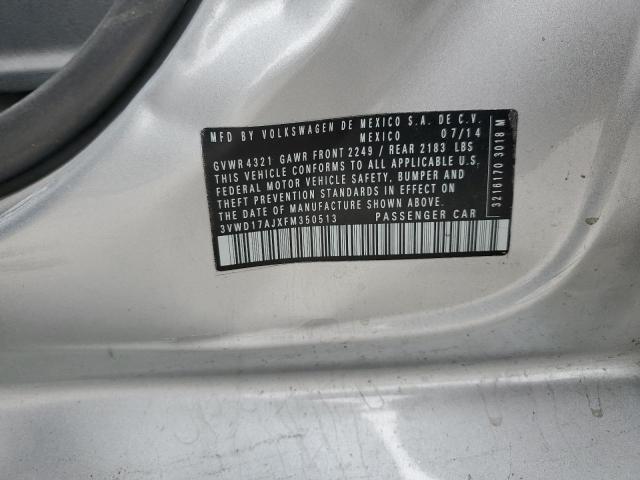 MFD BY VOLKSWAGEN DE MEXICO S.A. DE C.V.
MEXICO 07/14
GVWR 4321 GAWR FRONT 2249 / REAR 2183 LBS
THIS VEHICLE CONFORMS TO ALL APPLICABLE U.S.
FEDERAL MOTOR VEHICLE SAFETY, BUMPER AND
THEFT PREVENTION STANDARDS IN EFFECT ON
THE DATE OF MANUFACTURE SHOWN ABOVE.
3VWD17AJXFM350513 PASSENGER CAR
3216170 3018 M